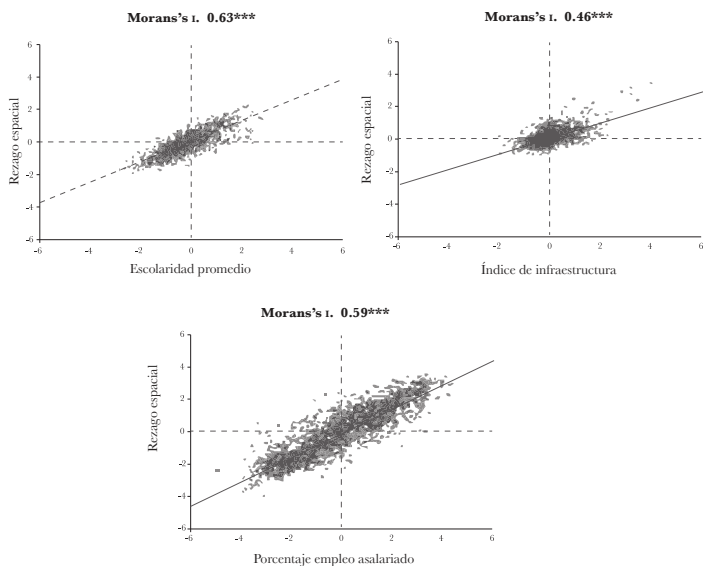 Morans's I. 0.63***
6
4
2
0
-2
-4
-6
Rezago espacial
-6 -4 -2 0 2 4 6
Escolaridad promedio
Morans's I. 0.46***
6
4
2
0
-2
-4
-6
Rezago espacial
-6 -4 -2 0 2 4 6
Índice de infraestructura
Morans's I. 0.59***
6
4
2
0
-2
-4
-6
Rezago espacial
-6 -4 -2 0 2 4 6
Porcentaje empleo asalariado